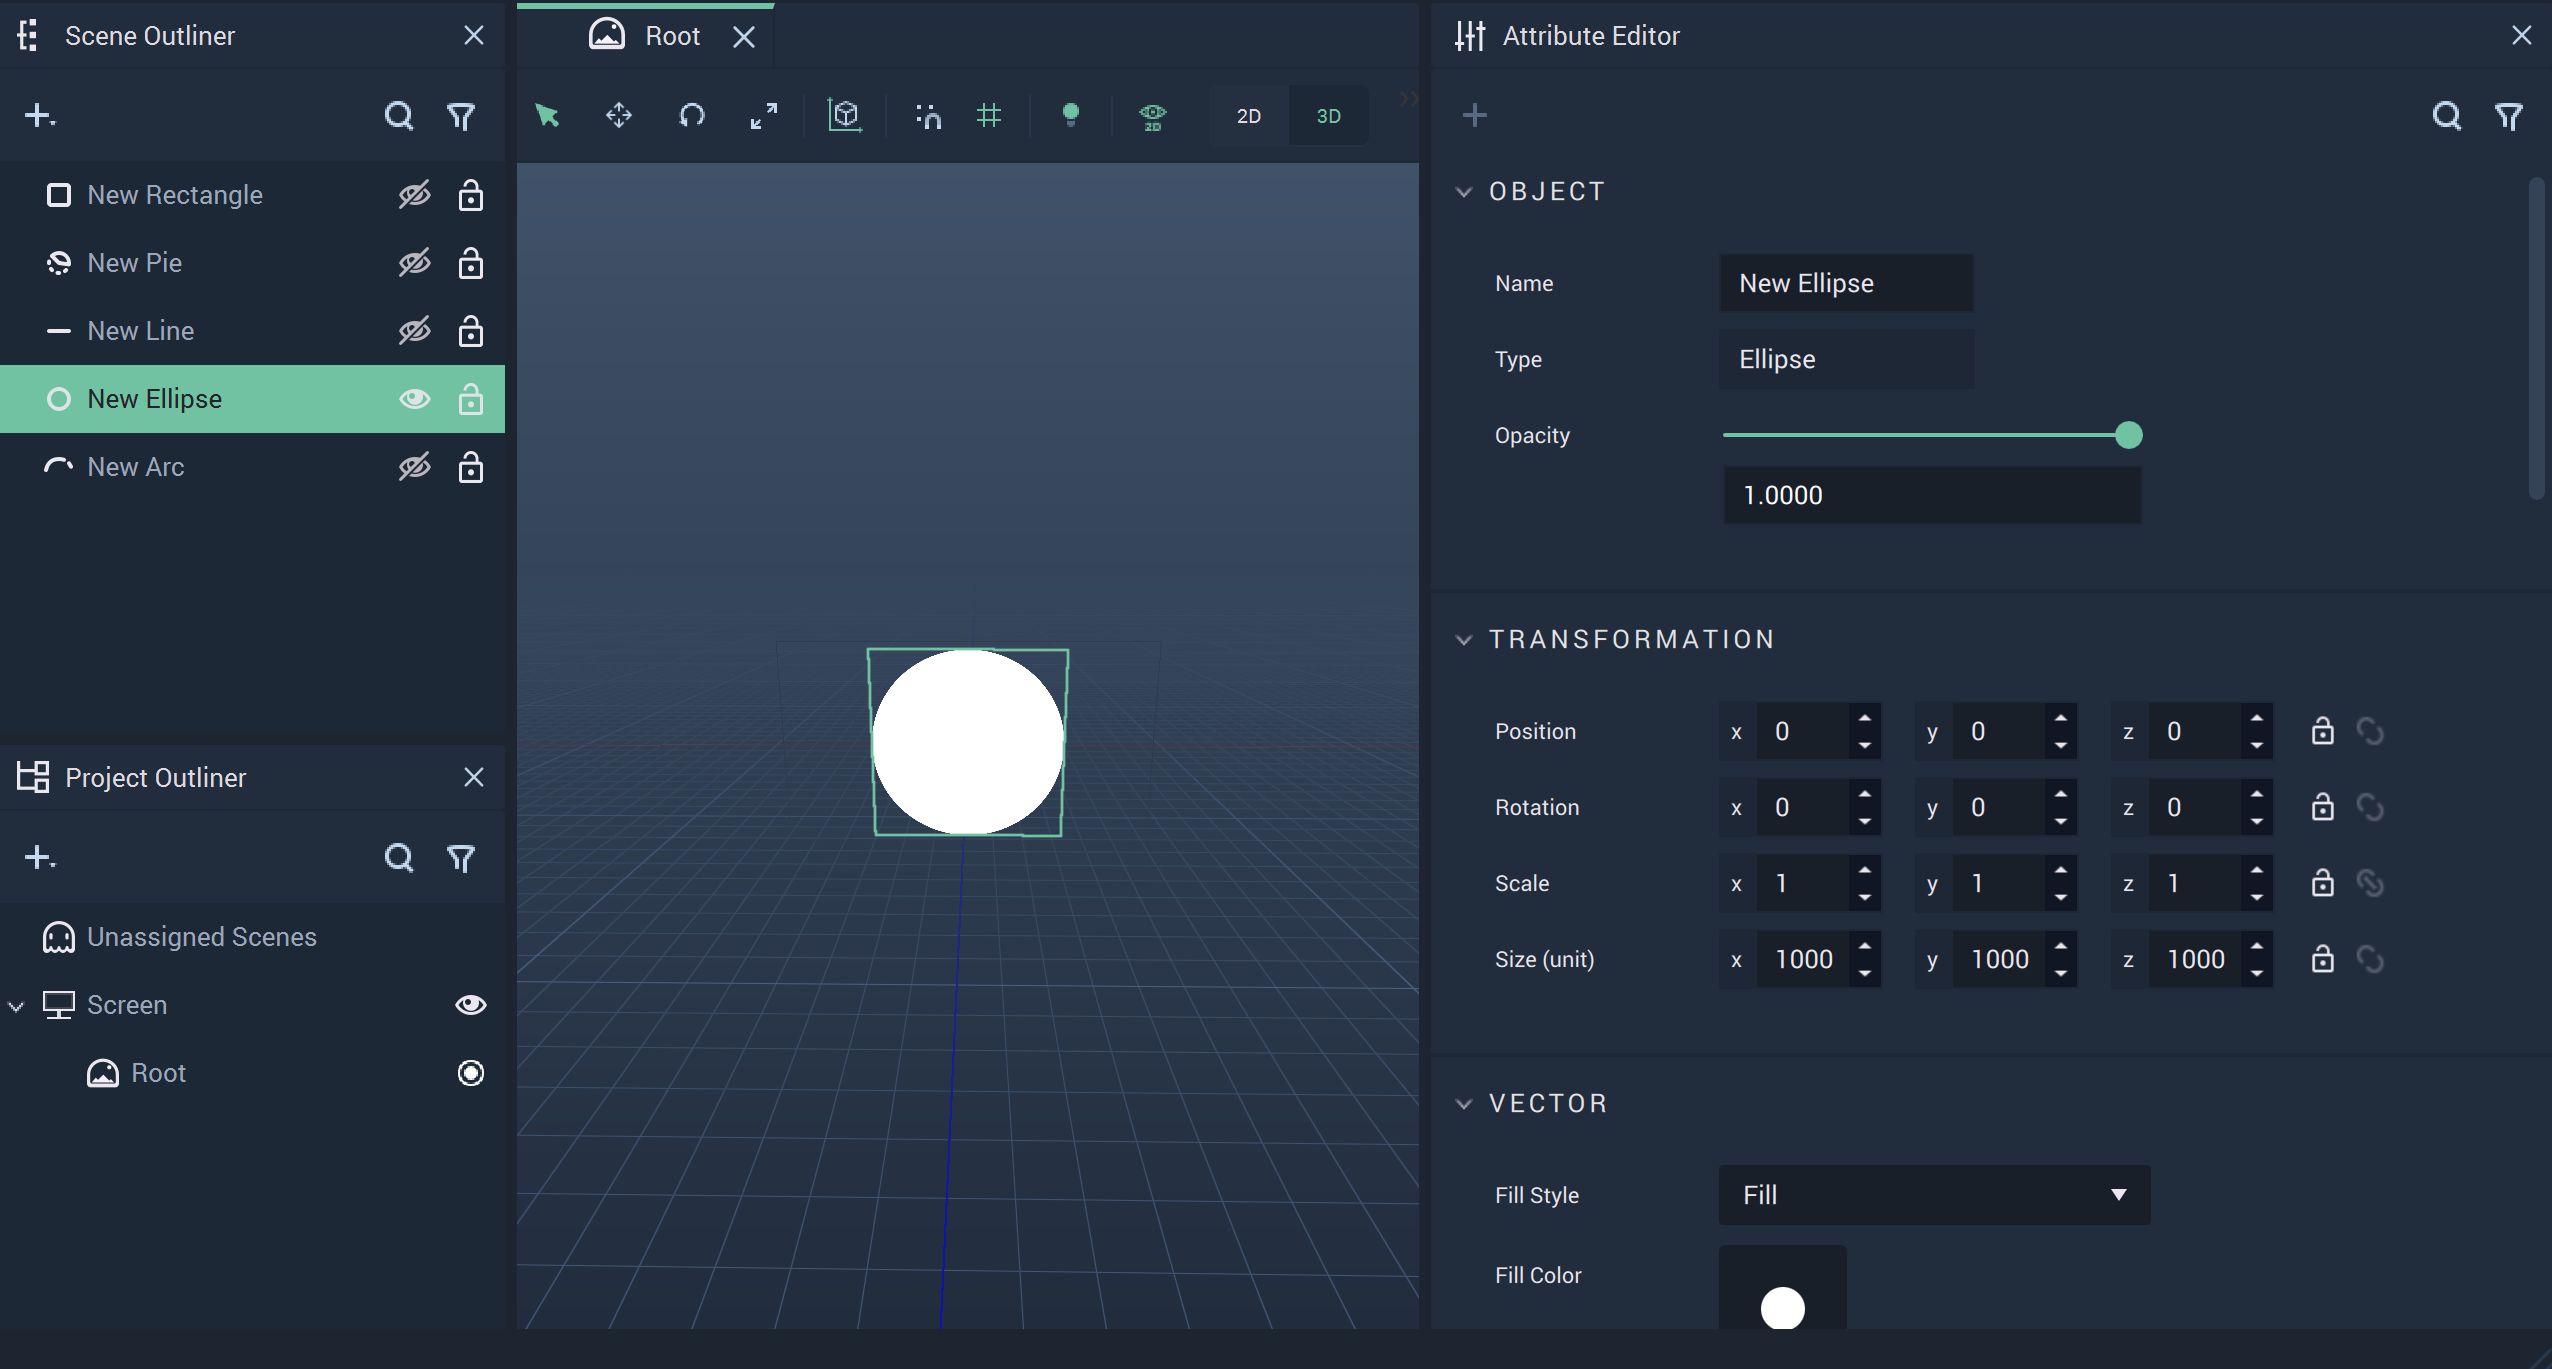 Scene Outliner
New Rectangle
New Pie
New Line
New Ellipse
New Arc
Project Outliner
Unassigned Scenes
Screen
Root
Root
2D
2D
3D
Attribute Editor
OBJECT
Name
New Ellipse
Type
Ellipse
Opacity
1.0000
TRANSFORMATION
Position x 0 y 0 z 0
Rotation x 0 y 0 z 0
Scale x 1 y 1 z 1
Size (unit) x 1000 y 1000 z 1000
VECTOR
Fill Style
Fill
Fill Color